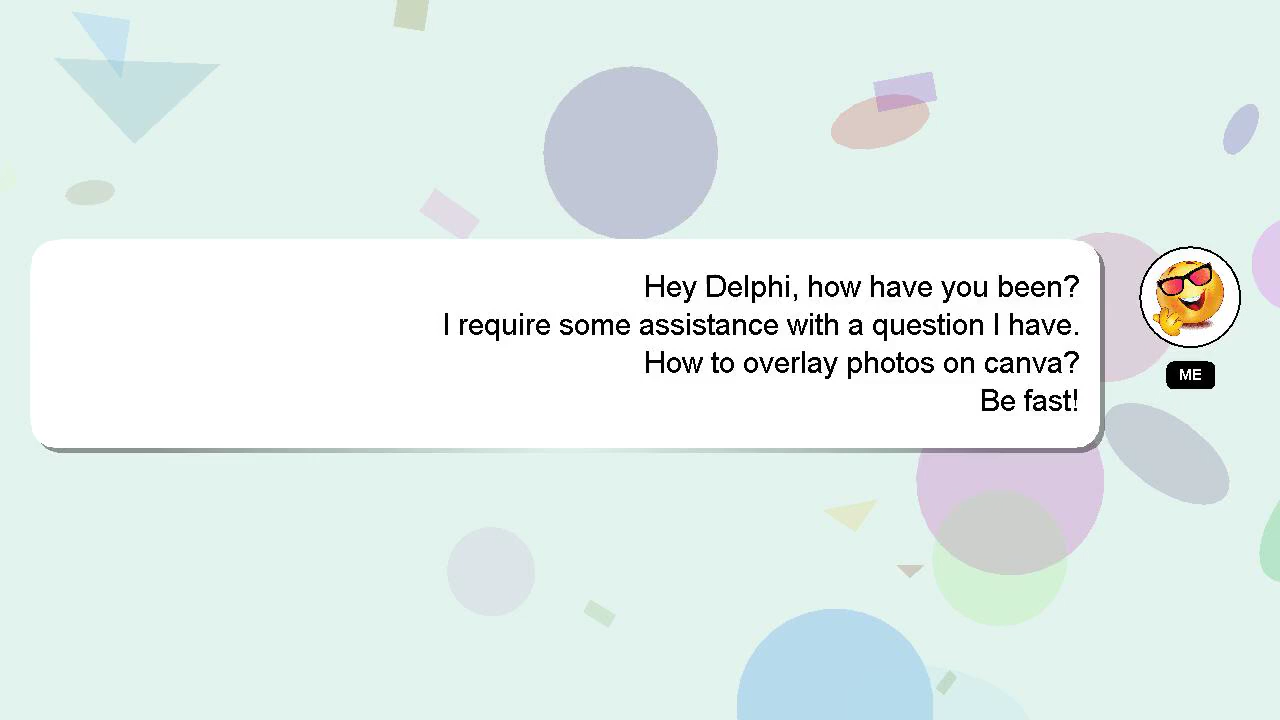 Hey Delphi, how have you been?
I require some assistance with a question I have.
How to overlay photos on canva?
Be fast!
ME